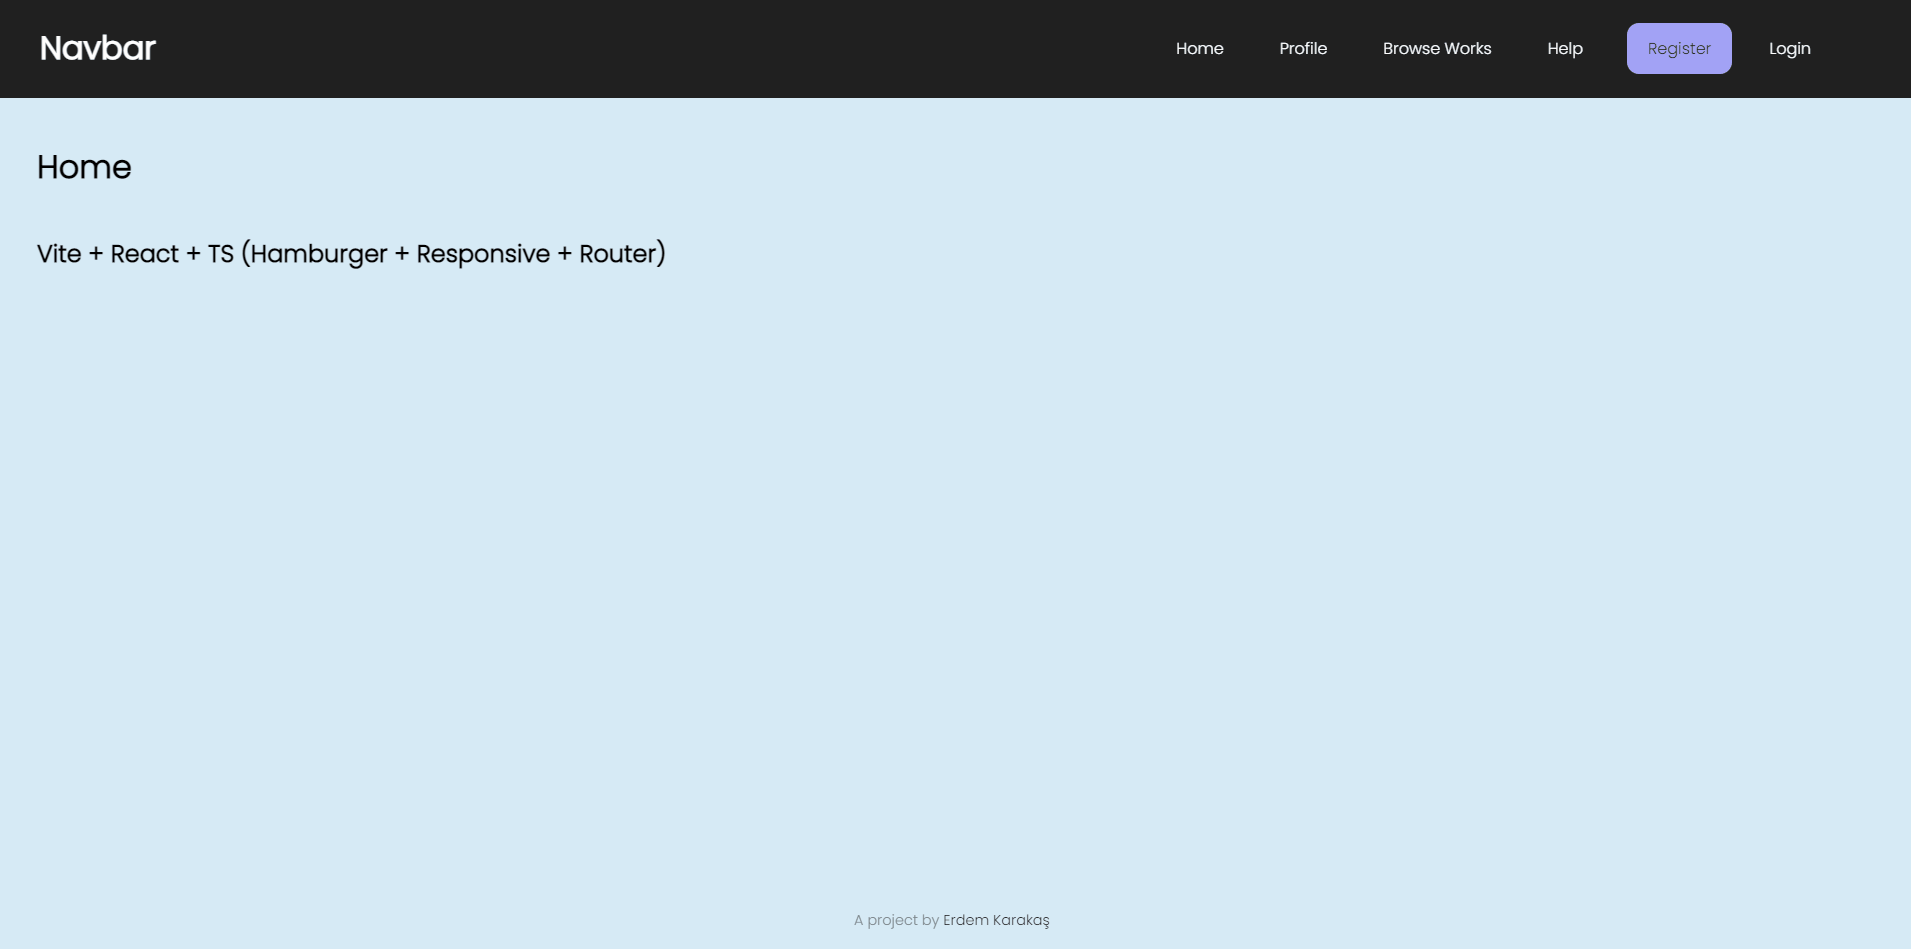 Navbar Home Profile Browse Works Help Register Login
Home
Vite + React + TS (Hamburger + Responsive + Router)
A project by Erdem Karakaş